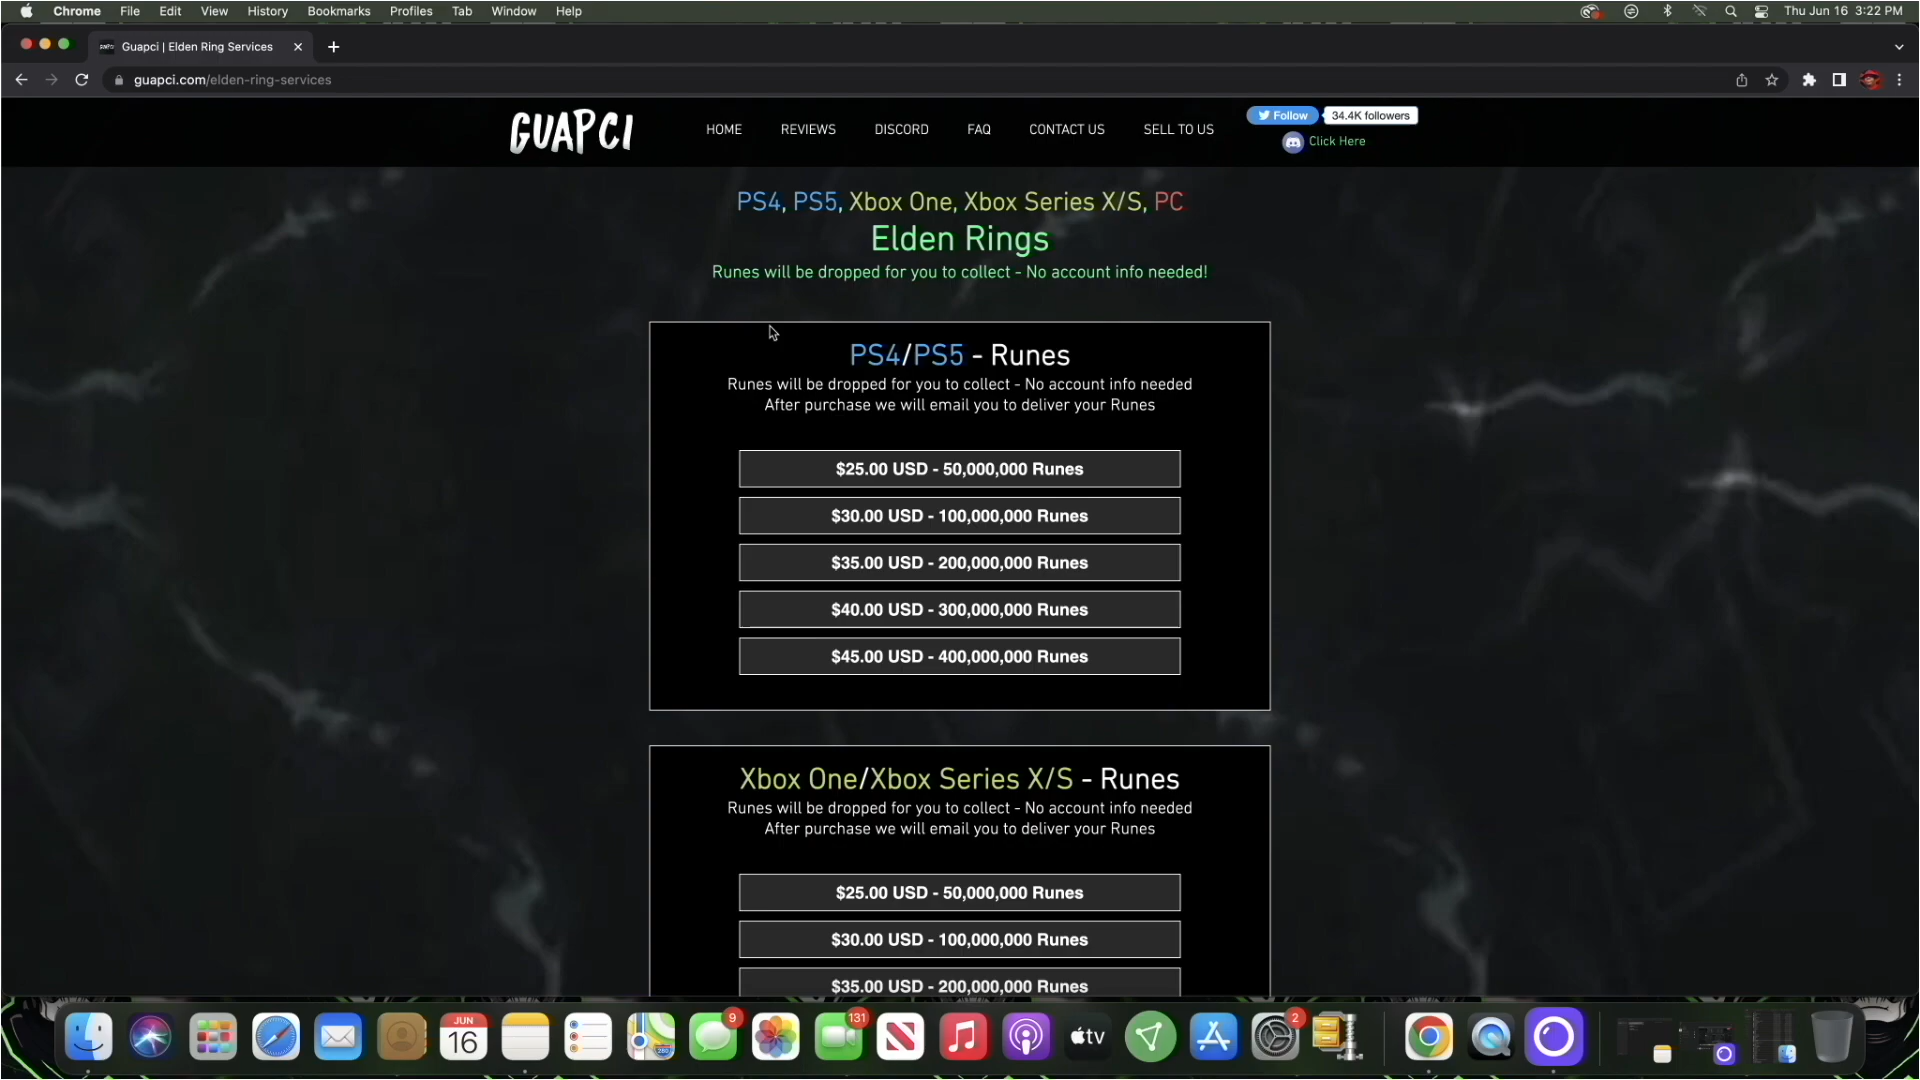 Chrome File Edit View History Bookmarks Profiles Tab Window Help Thu Jun 16 3:22 PM
Guapci | Elden Ring Services
guapci.com/elden-ring-services
GUAPCI HOME REVIEWS DISCORD FAQ CONTACT US SELL TO US
Follow 34.4K followers
Click Here
PS4, PS5, Xbox One, Xbox Series X/S, PC
Elden Rings
Runes will be dropped for you to collect - No account info needed!
PS4/PS5 - Runes
Runes will be dropped for you to collect - No account info needed
After purchase we will email you to deliver your Runes
$25.00 USD - 50,000,000 Runes
$30.00 USD - 100,000,000 Runes
$35.00 USD - 200,000,000 Runes
$40.00 USD - 300,000,000 Runes
$45.00 USD - 400,000,000 Runes
Xbox One/Xbox Series X/S - Runes
Runes will be dropped for you to collect - No account info needed
After purchase we will email you to deliver your Runes
$25.00 USD - 50,000,000 Runes
$30.00 USD - 100,000,000 Runes
$35.00 USD - 200,000,000 Runes
JUN
16
9
280
131
tv
2